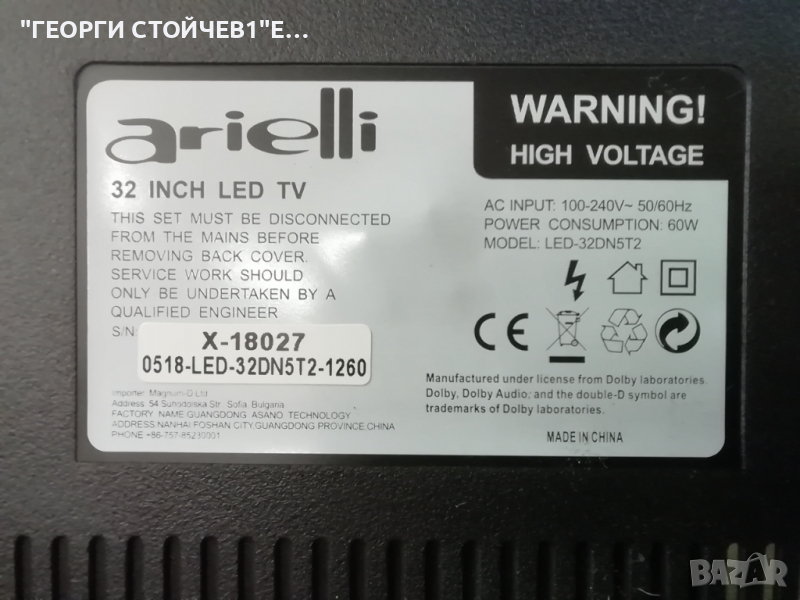 "ГЕОРГИ СТОЙЧЕВ1"Е...
arielli
WARNING!
HIGH VOLTAGE
32 INCH LED TV
THIS SET MUST BE DISCONNECTED
FROM THE MAINS BEFORE
REMOVING BACK COVER.
SERVICE WORK SHOULD
ONLY BE UNDERTAKEN BY A
QUALIFIED ENGINEER
S/N:
X-18027
0518-LED-32DN5T2-1260
AC INPUT: 100-240V~ 50/60Hz
POWER CONSUMPTION: 60W
MODEL: LED-32DN5T2
CE
Manufactured under license from Dolby laboratories.
Dolby, Dolby Audio, and the double-D symbol are
trademarks of Dolby laboratories.
MADE IN CHINA
Importer: Magnum-D Ltd
Address: 54 Suhodolska Str. Sofia, Bulgaria
FACTORY NAME:GUANGDONG ASANO TECHNOLOGY
ADDRESS:NANHAI FOSHAN CITY,GUANGDONG PROVINCE,CHINA
PHONE:+86-757-85230001
BAZAR